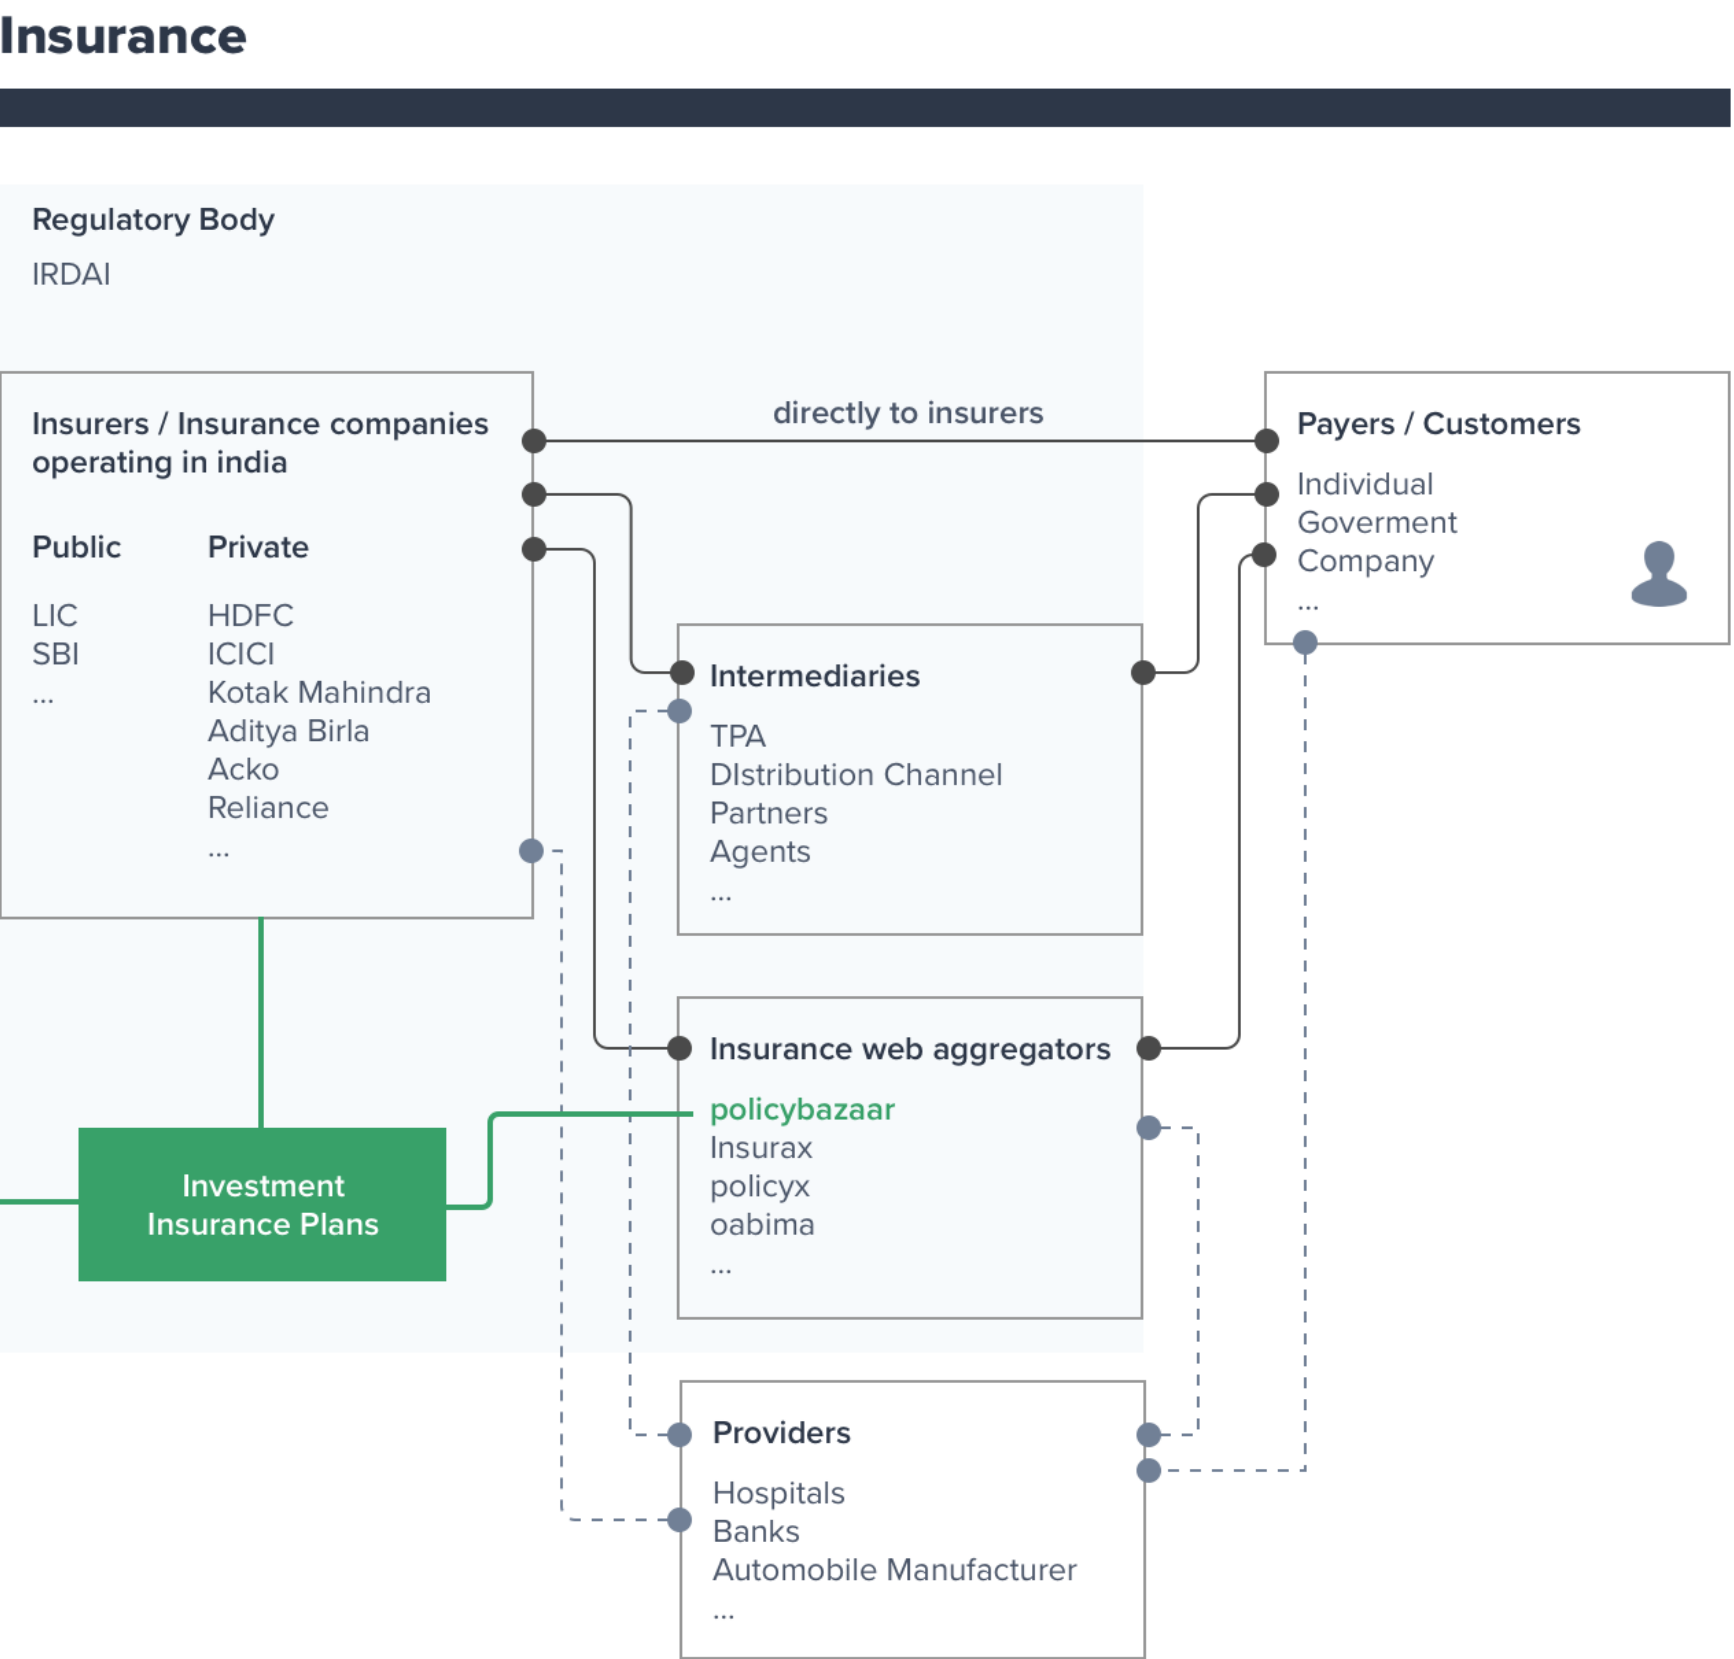 Insurance
Regulatory Body
IRDAI
Insurers / Insurance companies
operating in india
Public
LIC
SBI
...
Private
HDFC
ICICI
Kotak Mahindra
Aditya Birla
Acko
Reliance
...
directly to insurers
Payers / Customers
Individual
Goverment
Company
...
Intermediaries
TPA
DIstribution Channel
Partners
Agents
...
Insurance web aggregators
policybazaar
Insurax
policyx
oabima
...
Investment
Insurance Plans
Providers
Hospitals
Banks
Automobile Manufacturer
...